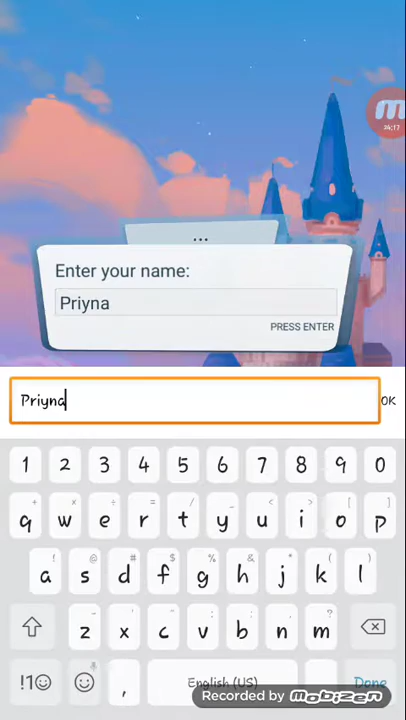 24:17
...
Enter your name:
Priyna
PRESS ENTER
Priyna OK
1 2 3 4 5 6 7 8 9 0
+ × ÷ = / _ < > [ ]
q w e r t y u i o p
! @ # $ % ^ & * ( )
a s d f g h j k l
- ' " : ; , ?
z x c v b n m
!1☺ , English (US) Done
Recorded by mobizen